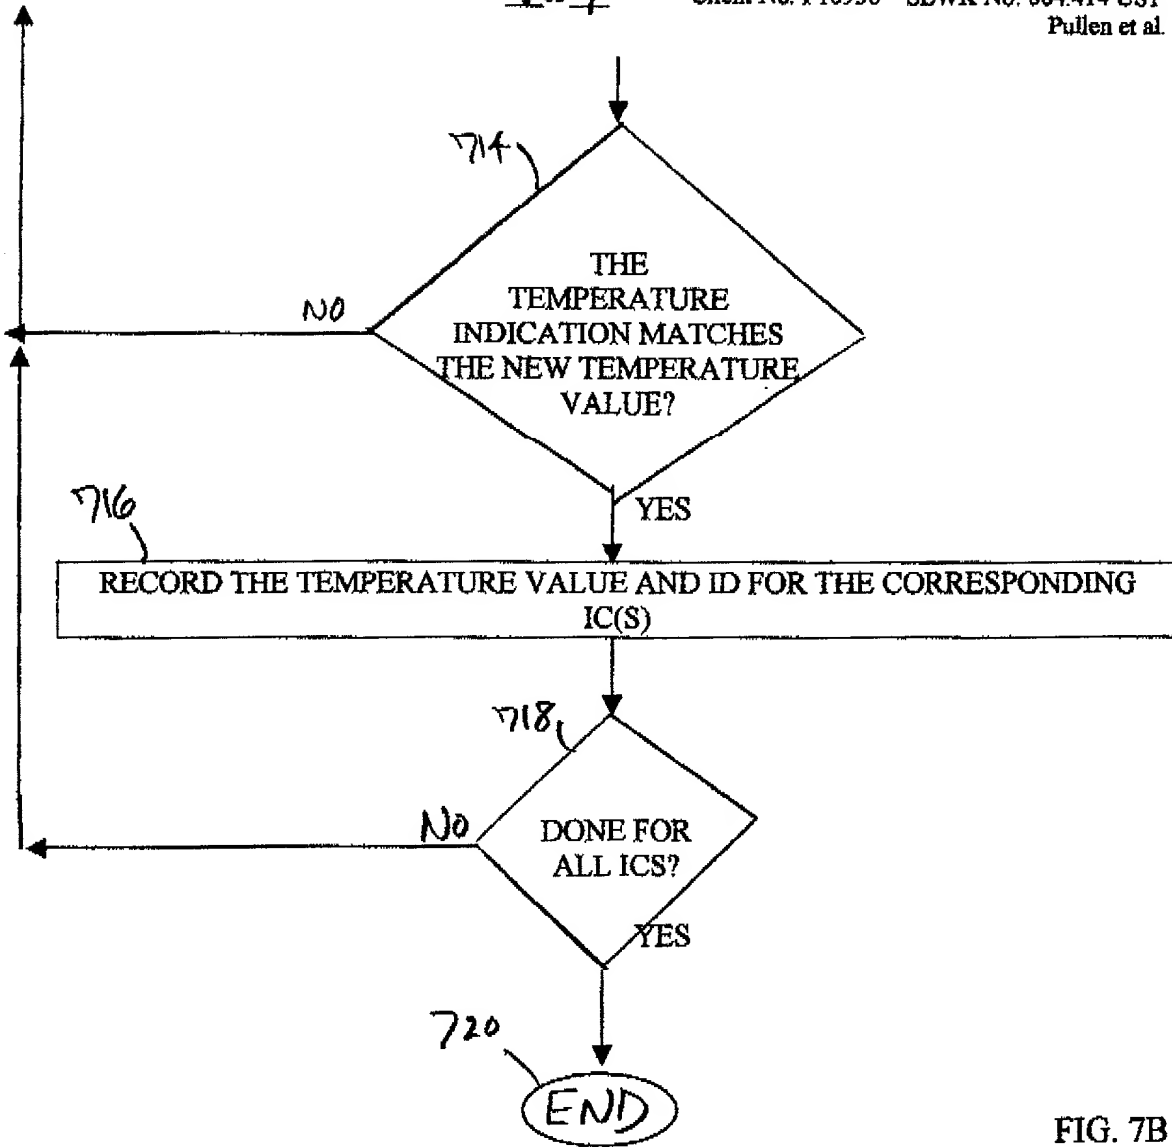 Pullen et al.
714
THE
TEMPERATURE
INDICATION MATCHES
THE NEW TEMPERATURE
VALUE?
NO
YES
716
RECORD THE TEMPERATURE VALUE AND ID FOR THE CORRESPONDING
IC(S)
718
DONE FOR
ALL ICS?
NO
YES
720
END
FIG. 7B